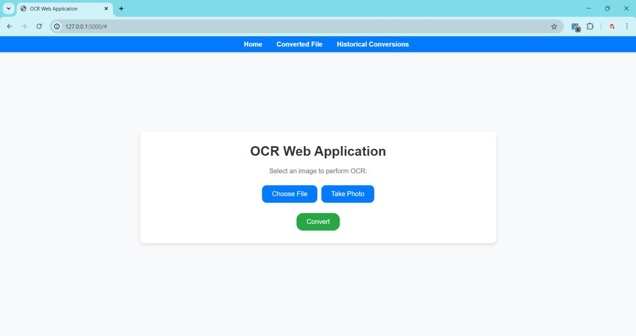 OCR Web Application
127.0.0.1:5000/#
Home Converted File Historical Conversions
OCR Web Application
Select an image to perform OCR:
Choose File Take Photo
Convert